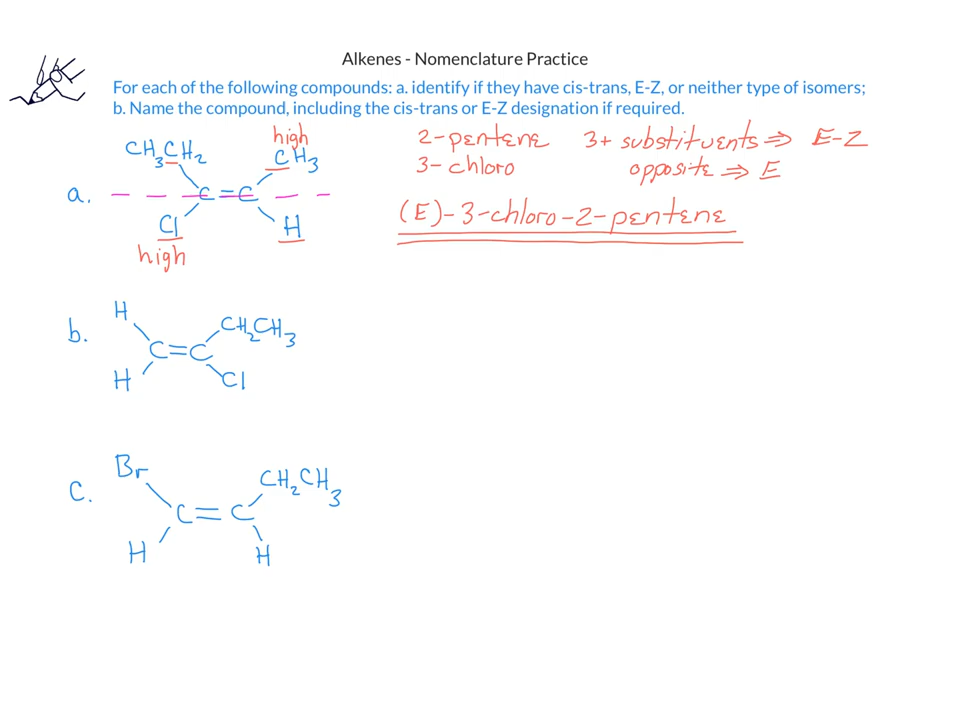 Alkenes - Nomenclature Practice
For each of the following compounds: a. identify if they have cis-trans, E-Z, or neither type of isomers;
b. Name the compound, including the cis-trans or E-Z designation if required.
a.
CH3CH2
high
CH3
C=C
Cl
H
high
2-pentene
3-chloro
3+ substituents ⇒ E-Z
opposite ⇒ E
(E)-3-chloro-2-pentene
b.
H
CH2CH3
C=C
H
Cl
c.
Br
CH2CH3
C=C
H
H